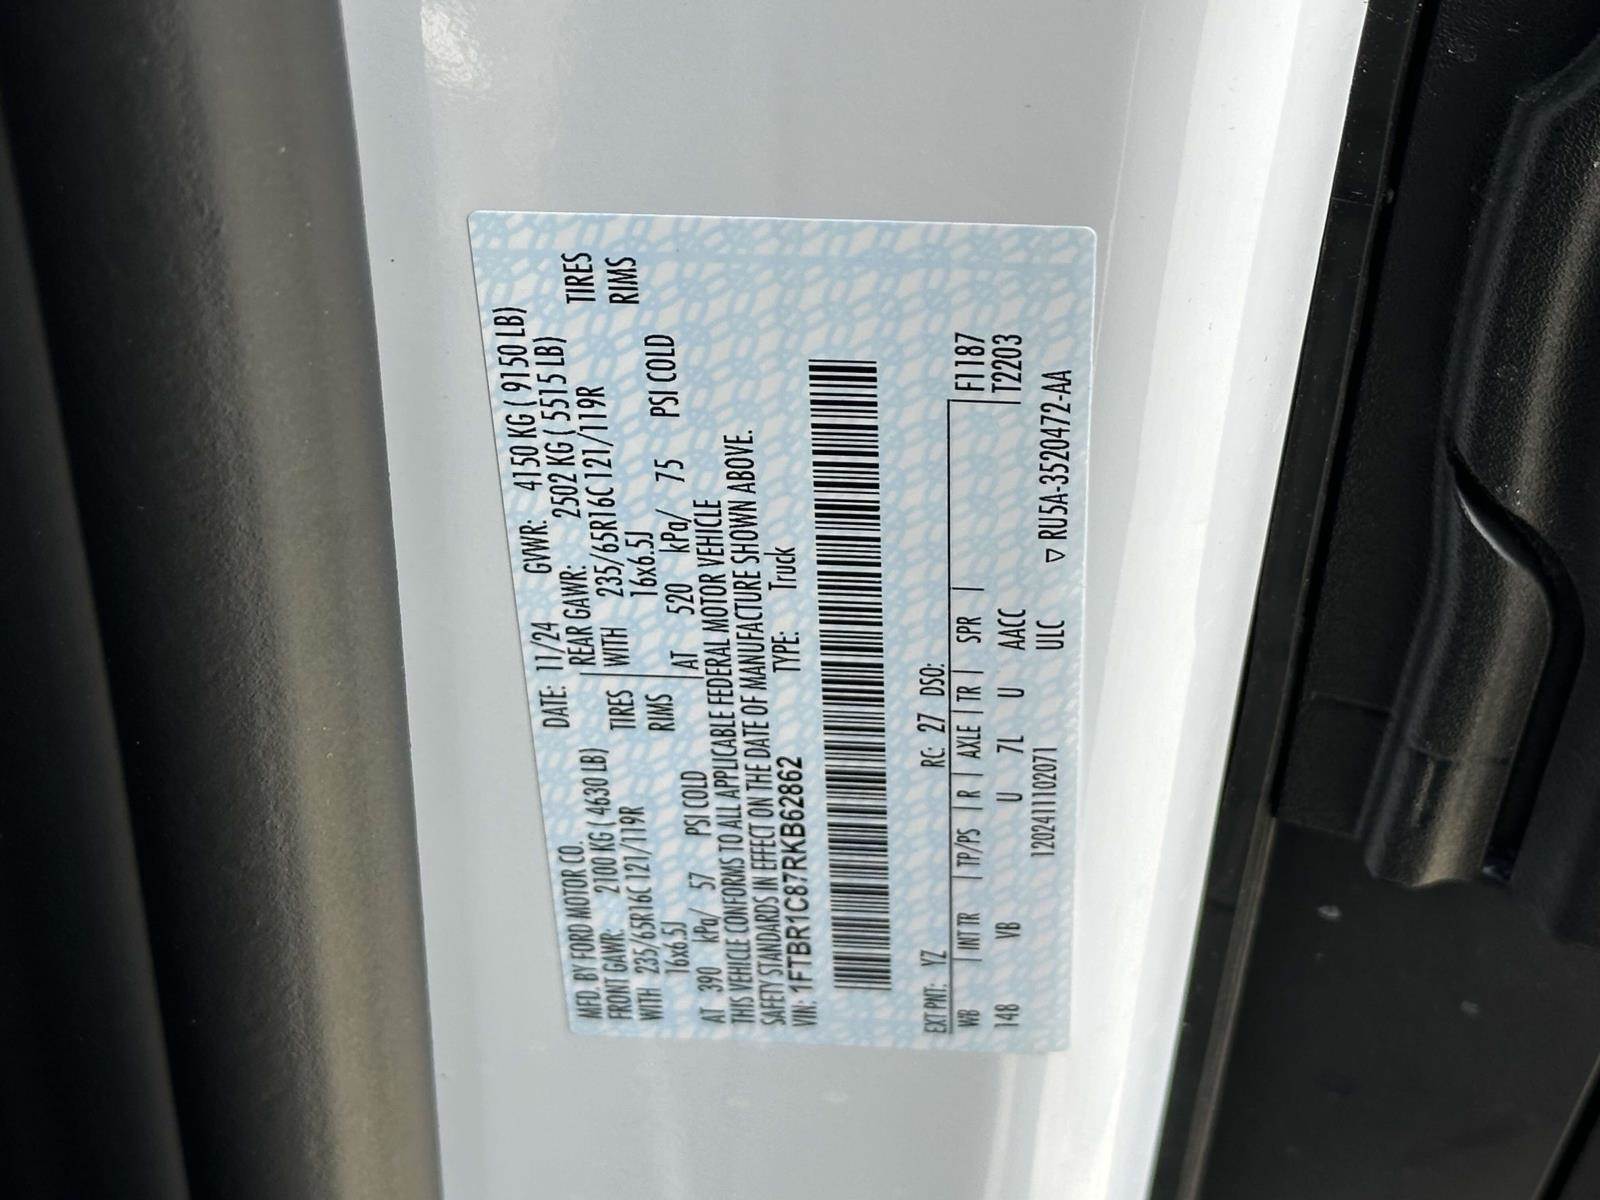 MFD. BY FORD MOTOR CO. DATE: 11/24 GVWR: 4150 KG ( 9150 LB)
FRONT GAWR: 2100 KG ( 4630 LB) REAR GAWR: 2502 KG ( 5515 LB)
WITH 235/65R16C 121/119R TIRES WITH 235/65R16C 121/119R TIRES
16x6.5J RIMS 16x6.5J RIMS
AT 390 kPa/ 57 PSI COLD AT 520 kPa/ 75 PSI COLD
THIS VEHICLE CONFORMS TO ALL APPLICABLE FEDERAL MOTOR VEHICLE
SAFETY STANDARDS IN EFFECT ON THE DATE OF MANUFACTURE SHOWN ABOVE.
VIN: 1FTBR1C87RKB62862 TYPE: Truck
EXT PNT: YZ RC: 27 DSO:
WB INT TR TP/PS R AXLE TR SPR F1187
148 VB U 7L U AACC T2203
12024111102071 ULC ▽ RU5A-3520472-AA